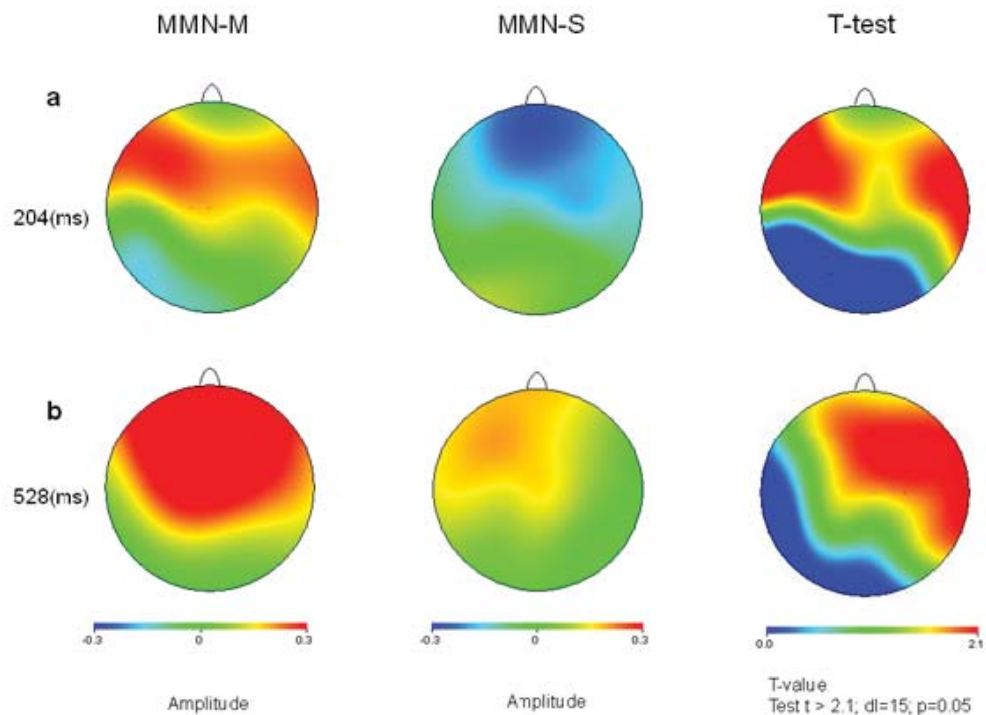 MMN-M MMN-S T-test
a
204(ms)
b
528(ms)
-0.3 0 0.3 -0.3 0 0.3 0.0 2.1
Amplitude Amplitude T-value
Test t > 2.1; dl=15; p=0.05